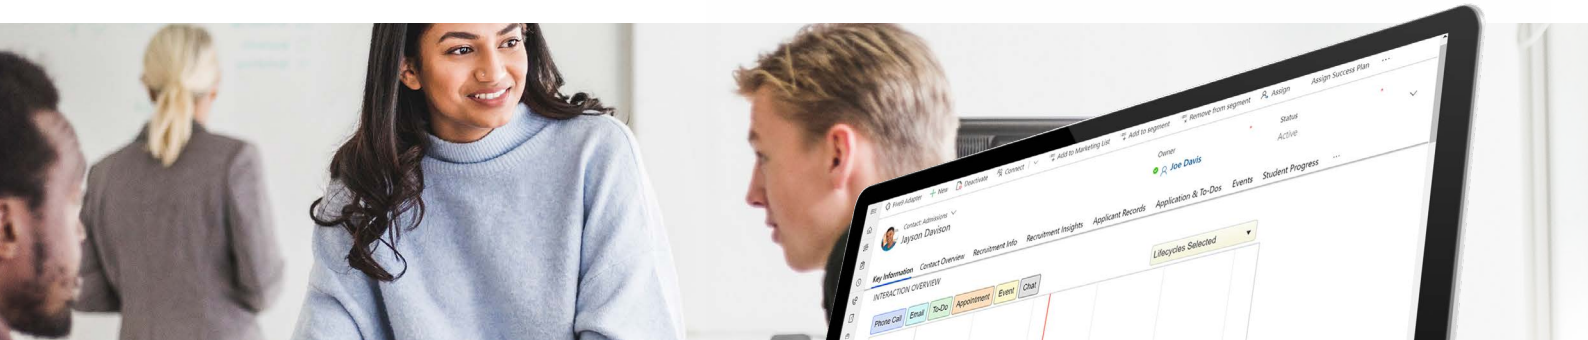 Five9 Adapter New Deactivate Connect Add to Marketing List Add to segment Remove from segment Assign Assign Success Plan ...
Contact: Admissions
Jayson Davison
Owner
Joe Davis
Status
Active
Key Information Contact Overview Recruitment Info Recruitment Insights Applicant Records Application & To-Dos Events Student Progress ...
INTERACTION OVERVIEW
Lifecycles Selected
Phone Call Email To-Do Appointment Event Chat